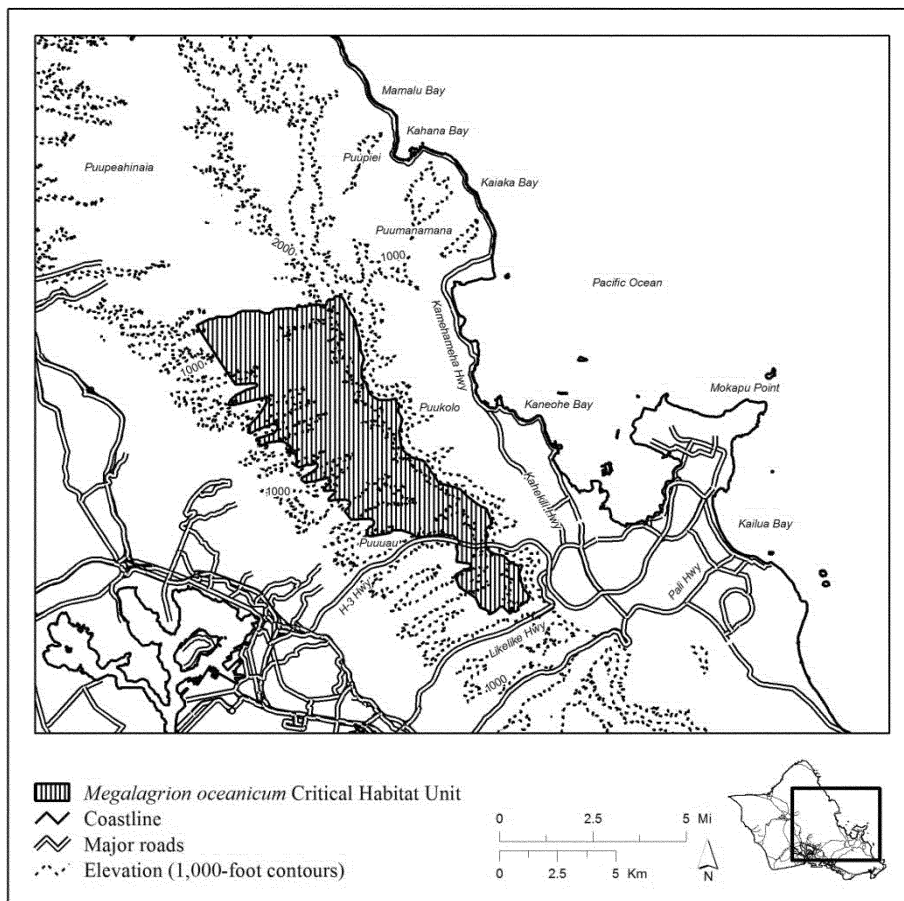 Mamalu Bay
Kahana Bay
Puupiei
Puupeahinaia
Kaiaka Bay
Puumanamana
2000
1000
Pacific Ocean
Kamehameha Hwy
1000
Mokapu Point
Puukolo
Kaneohe Bay
Kahekili Hwy
1000
Kailua Bay
Puuuau
H-3 Hwy
Pali Hwy
Likelike Hwy
1000
Megalagrion oceanicum Critical Habitat Unit
Coastline
Major roads
Elevation (1,000-foot contours)
0 2.5 5 Mi
0 2.5 5 Km
N